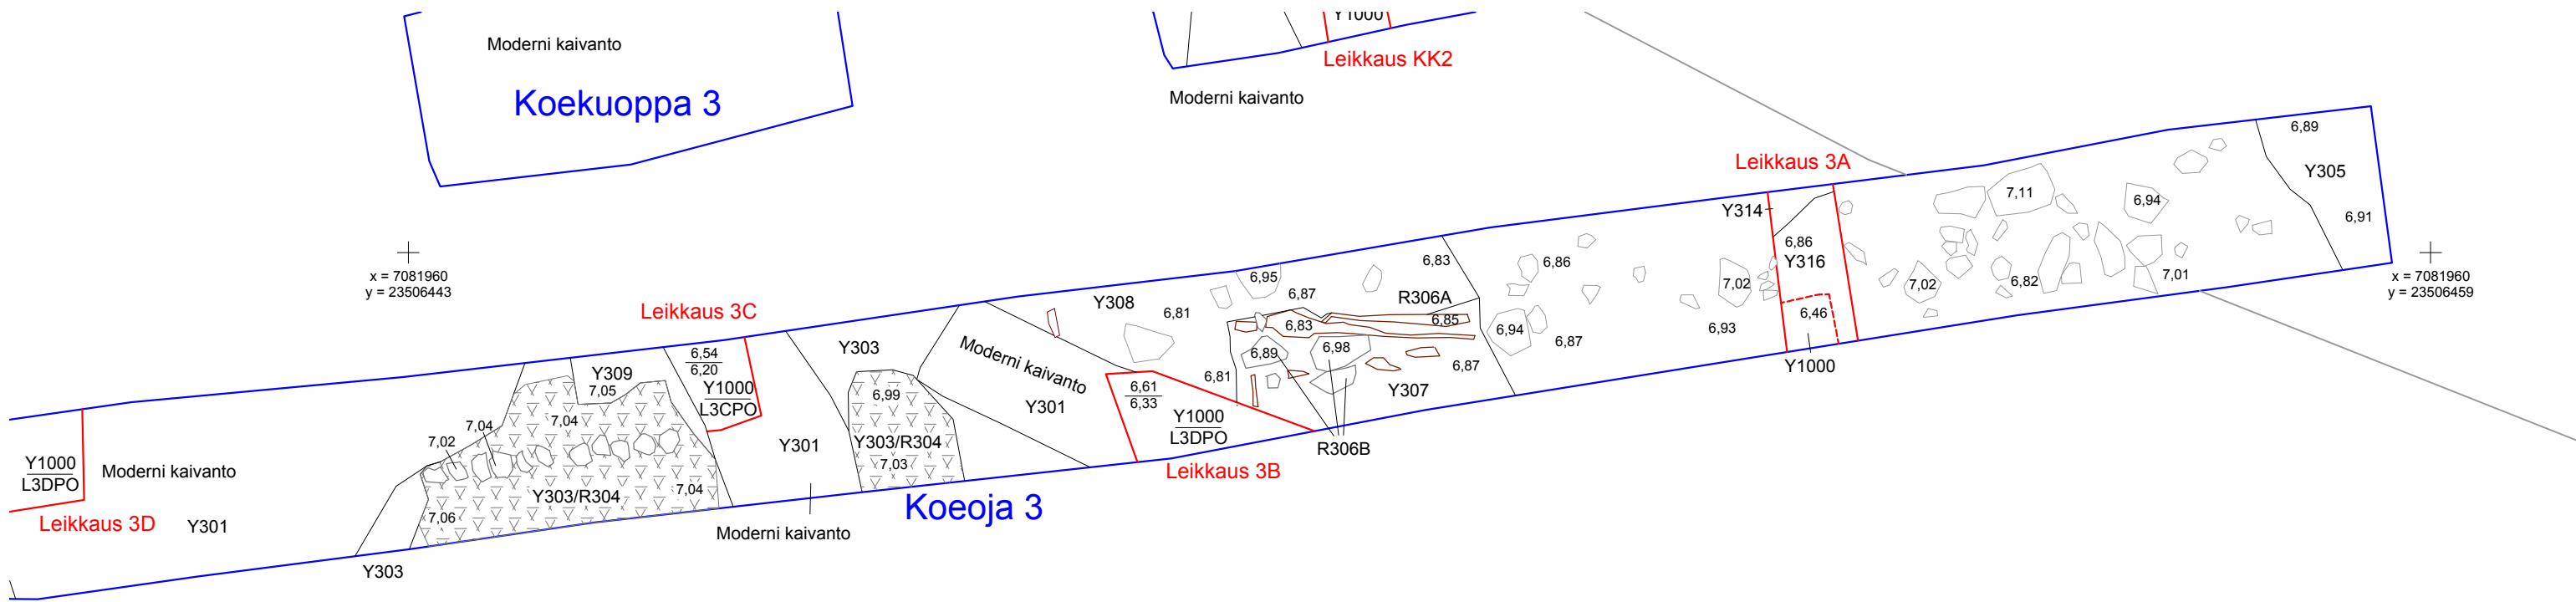 Moderni kaivanto
Koekuoppa 3
Y1000
Leikkaus KK2
Moderni kaivanto
Leikkaus 3A
6,89
Y305
6,91
7,11
6,94
Y314
6,86
Y316
6,46
Y1000
7,02
6,82
7,01
x = 7081960
y = 23506443
x = 7081960
y = 23506459
6,83
6,86
7,02
6,93
6,94
6,87
6,95
6,87
R306A
6,85
6,83
Y308
6,81
6,89
6,98
6,87
Y307
6,81
R306B
Leikkaus 3C
6,54
6,20
Y1000
L3CPO
Y303
Moderni kaivanto
Y301
6,61
6,33
Y1000
L3DPO
Leikkaus 3B
6,99
Y303/R304
7,03
Y301
Moderni kaivanto
Koeoja 3
Y309
7,05
7,04
7,04
7,02
Y303/R304
7,04
7,06
Y303
Y1000
L3DPO
Moderni kaivanto
Leikkaus 3D
Y301